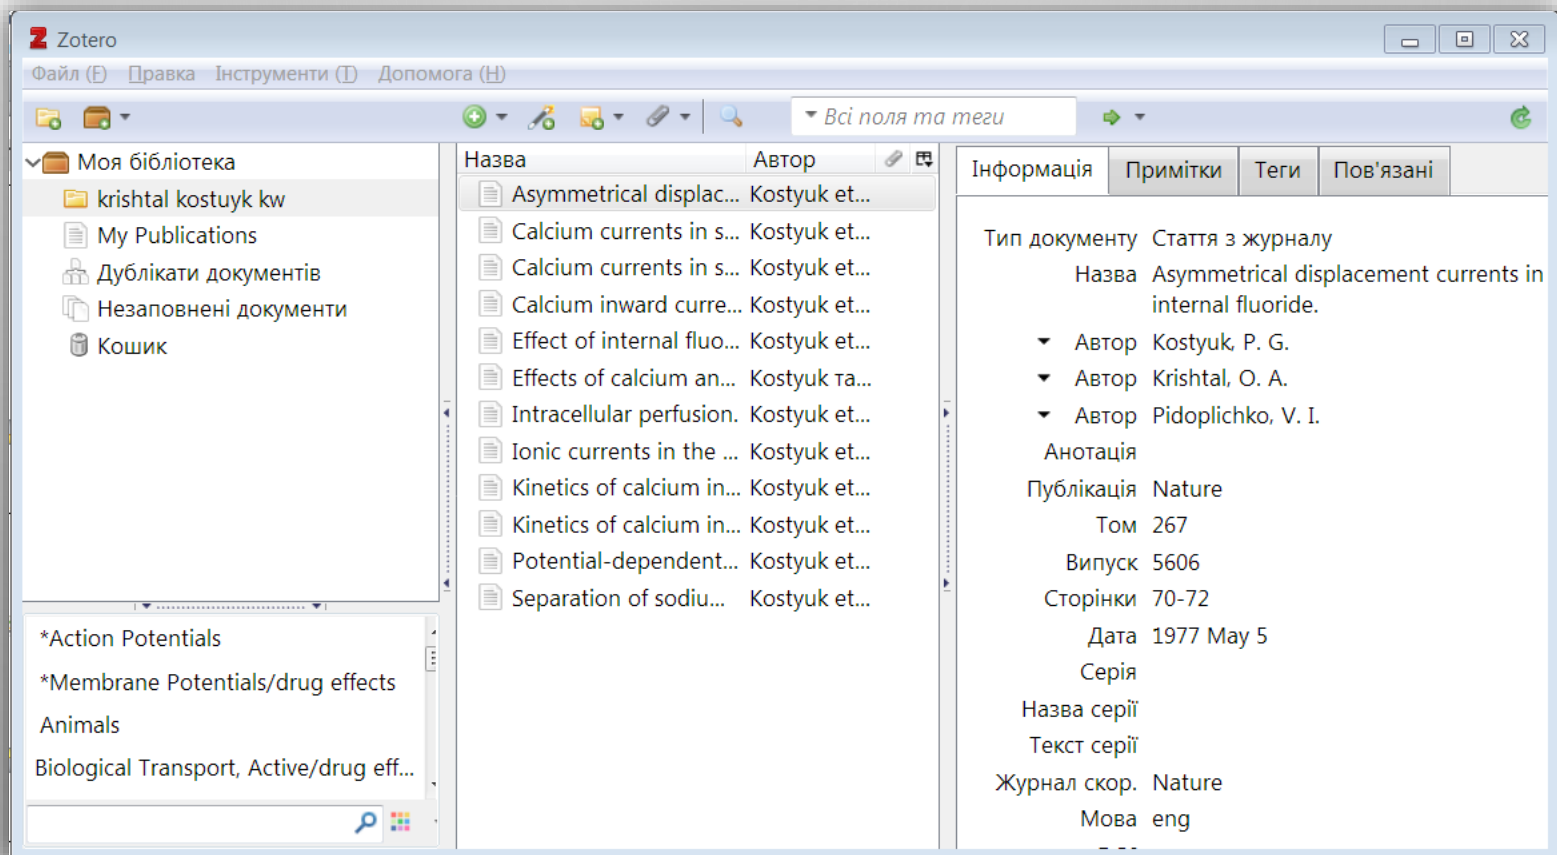 Zotero
Файл (F) Правка Інструменти (T) Допомога (H)
Всі поля та теги
Моя бібліотека
krishtal kostuyk kw
My Publications
Дублікати документів
Незаповнені документи
Кошик
*Action Potentials
*Membrane Potentials/drug effects
Animals
Biological Transport, Active/drug eff...
Назва Автор
Asymmetrical displac... Kostyuk et...
Calcium currents in s... Kostyuk et...
Calcium currents in s... Kostyuk et...
Calcium inward curre... Kostyuk et...
Effect of internal fluo... Kostyuk et...
Effects of calcium an... Kostyuk та...
Intracellular perfusion. Kostyuk et...
Ionic currents in the ... Kostyuk et...
Kinetics of calcium in... Kostyuk et...
Kinetics of calcium in... Kostyuk et...
Potential-dependent... Kostyuk et...
Separation of sodiu... Kostyuk et...
Інформація Примітки Теги Пов'язані
Тип документу Стаття з журналу
Назва Asymmetrical displacement currents in
internal fluoride.
Автор Kostyuk, P. G.
Автор Krishtal, O. A.
Автор Pidoplichko, V. I.
Анотація
Публікація Nature
Том 267
Випуск 5606
Сторінки 70-72
Дата 1977 May 5
Серія
Назва серії
Текст серії
Журнал скор. Nature
Мова eng